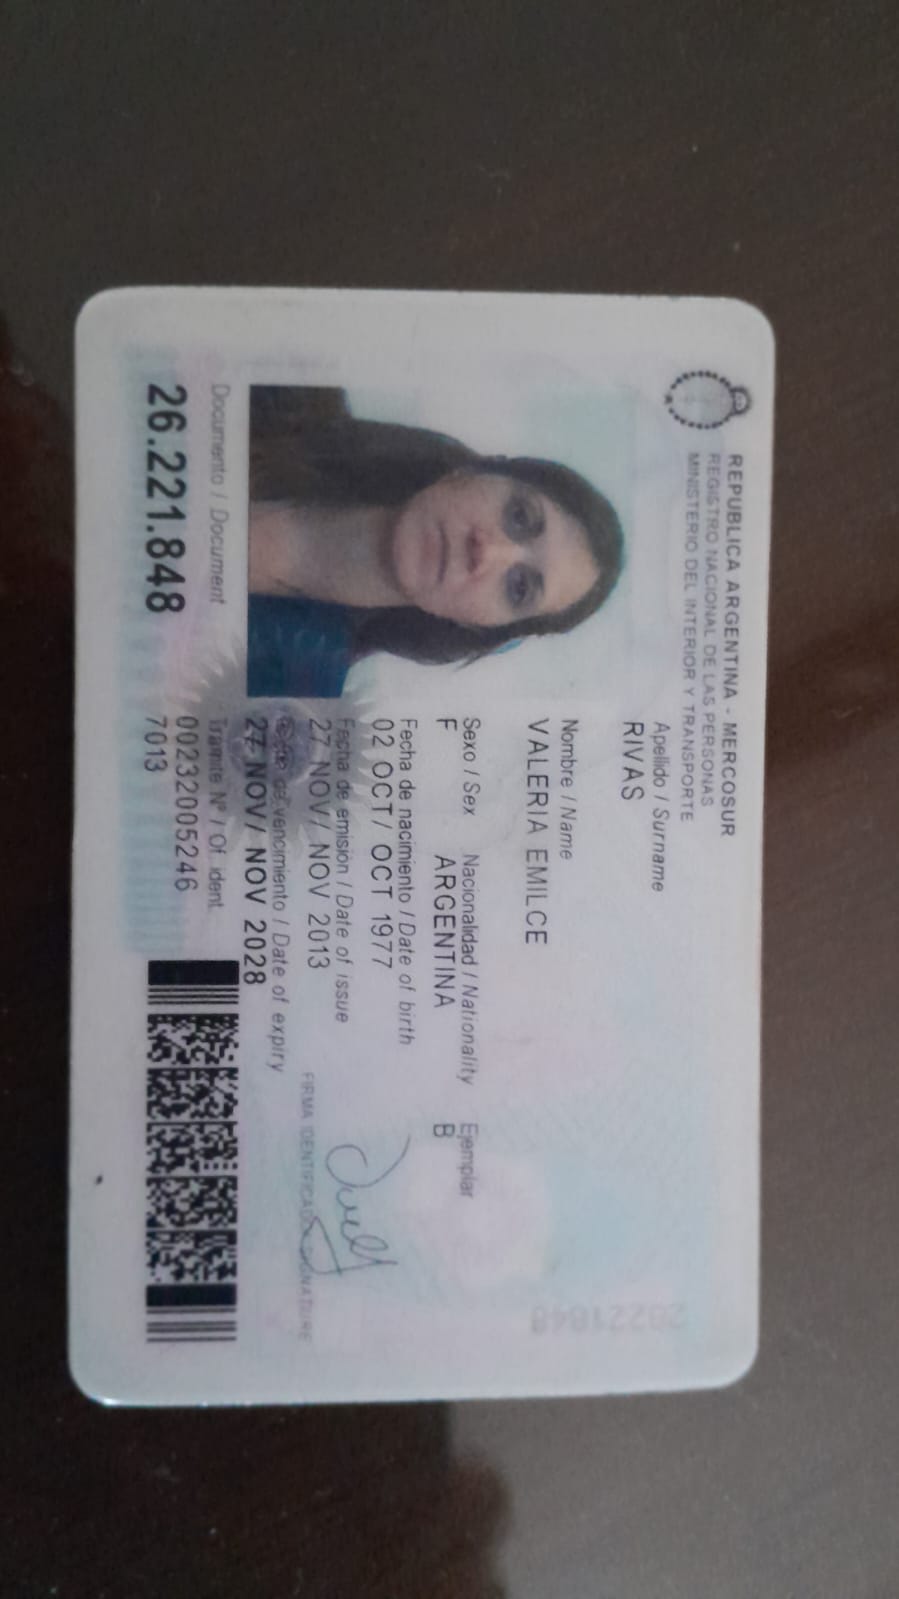 REPUBLICA ARGENTINA - MERCOSUR
REGISTRO NACIONAL DE LAS PERSONAS
MINISTERIO DEL INTERIOR Y TRANSPORTE
Apellido / Surname
RIVAS
Nombre / Name
VALERIA EMILCE
Sexo / Sex Nacionalidad / Nationality Ejemplar
F ARGENTINA B
Fecha de nacimiento / Date of birth
02 OCT/ OCT 1977
Fecha de emisión / Date of issue
27 NOV/ NOV 2013
Fecha de vencimiento / Date of expiry
27 NOV/ NOV 2028
FIRMA IDENTIFICADO / SIGNATURE
Documento / Document
26.221.848
Tramite Nº / Of. ident.
00232005246
7013
26221848